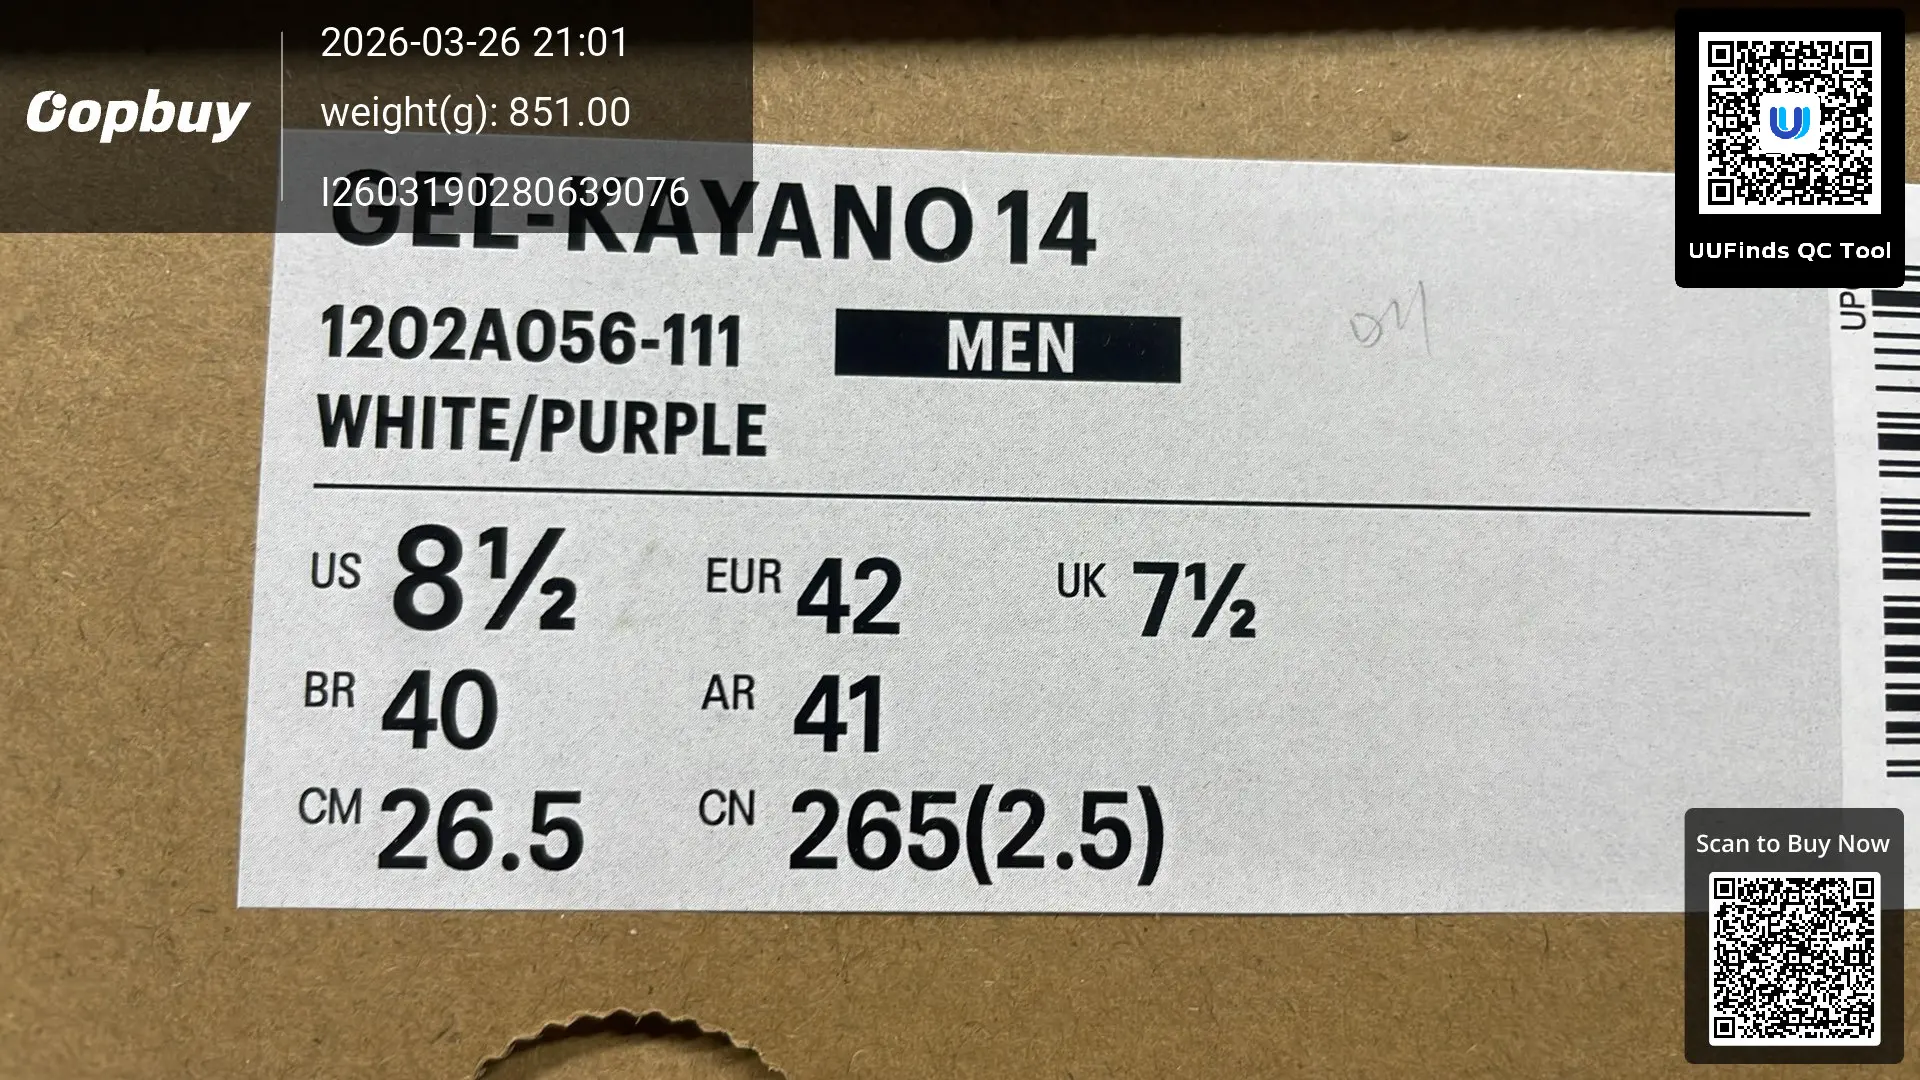 Oopbuy
2026-03-26 21:01
weight(g): 851.00
I2603190280639076
UUFinds QC Tool
GEL-KAYANO 14
1202A056-111
MEN
WHITE/PURPLE
US 8½ EUR 42 UK 7½
BR 40 AR 41
CM 26.5 CN 265(2.5)
Scan to Buy Now